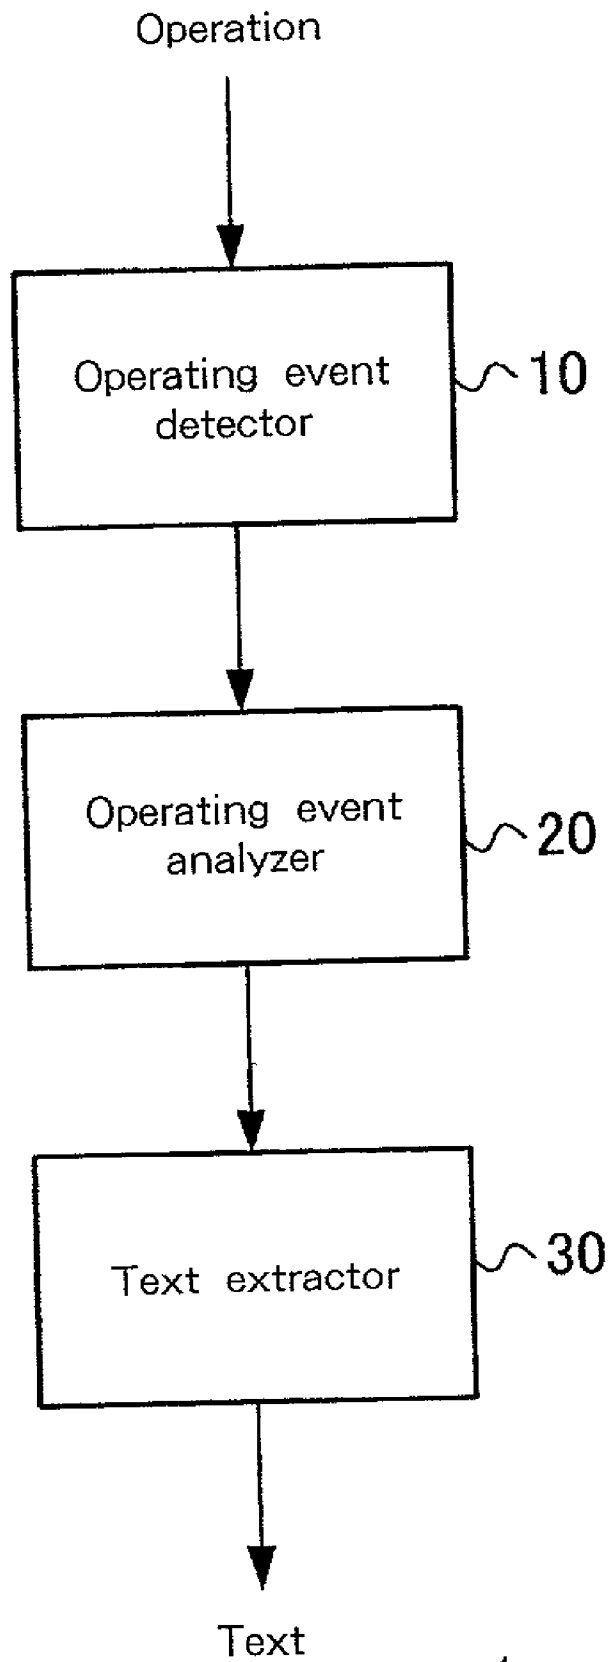 Operation
Operating event
detector
10
Operating event
analyzer
20
Text extractor
30
Text